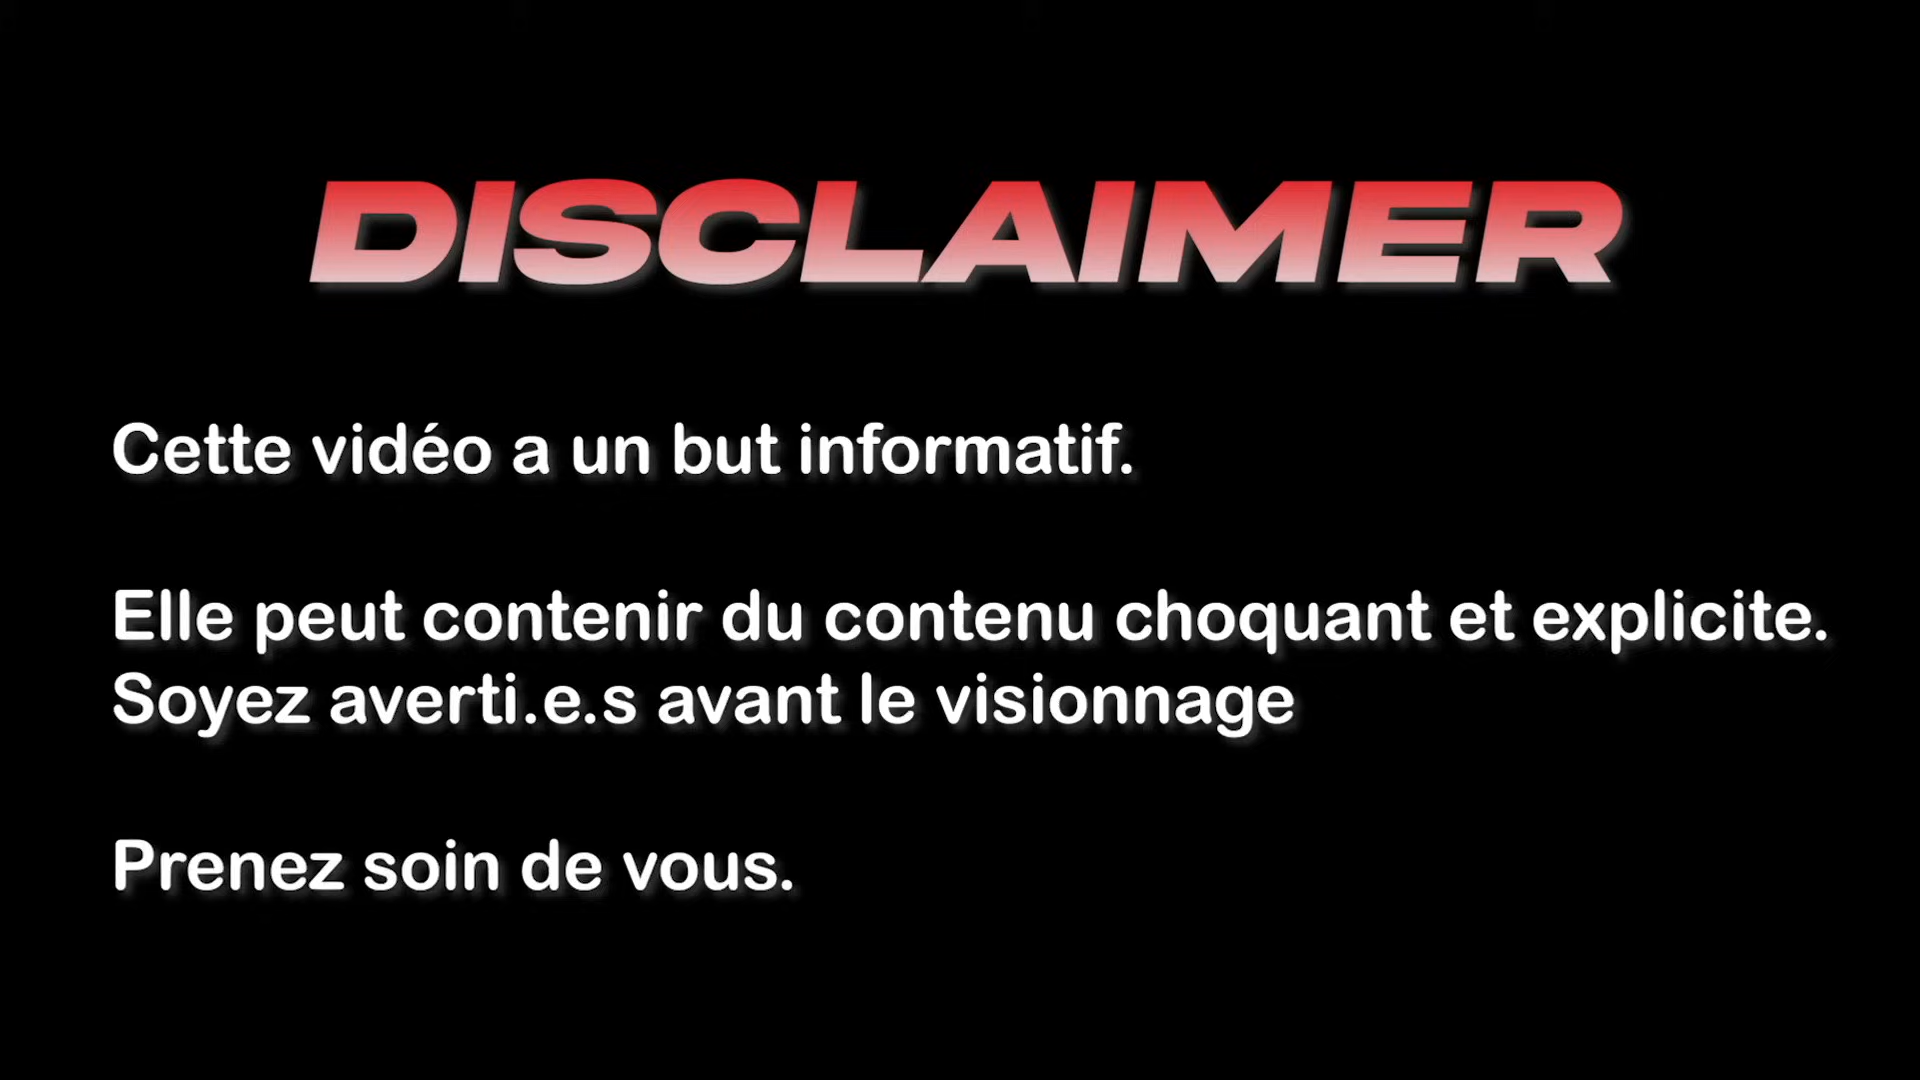 DISCLAIMER
Cette vidéo a un but informatif.
Elle peut contenir du contenu choquant et explicite.
Soyez averti.e.s avant le visionnage
Prenez soin de vous.